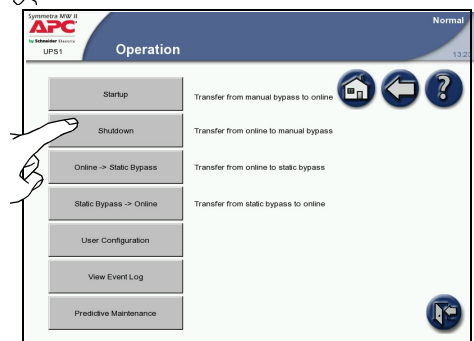 Symmetra MW II
APC
by Schneider Electric
UPS1
Operation
Normal
13:23
Startup
Transfer from manual bypass to online
Shutdown
Transfer from online to manual bypass
Online -> Static Bypass
Transfer from online to static bypass
Static Bypass -> Online
Transfer from static bypass to online
User Configuration
View Event Log
Predictive Maintenance
?